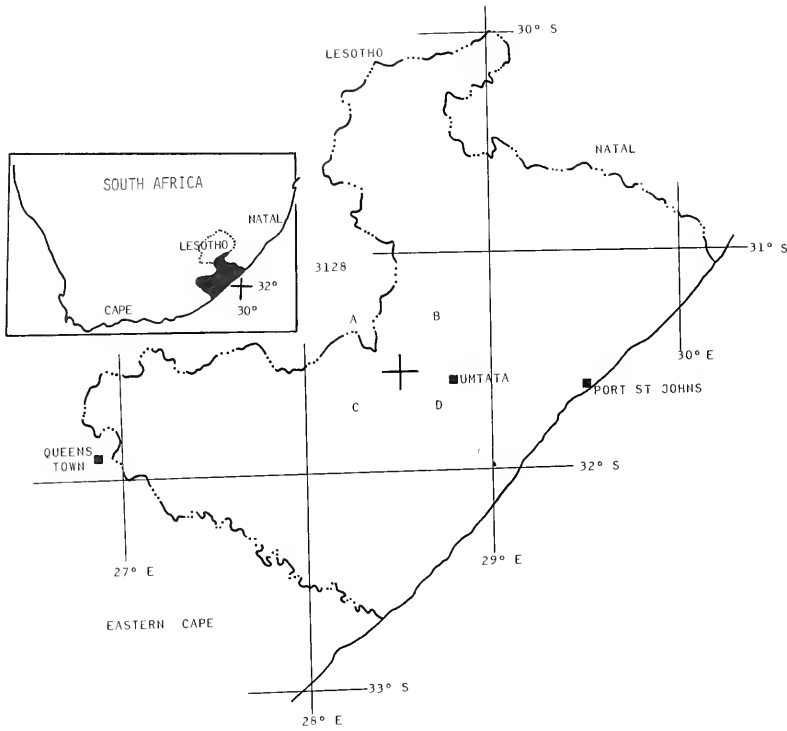 30° S
LESOTHO
NATAL
SOUTH AFRICA
NATAL
LESOTHO
32°
30°
CAPE
31° S
3128
A
B
30° E
UMTATA
PORT ST JOHNS
C
D
QUEENS
TOWN
32° S
27° E
29° E
EASTERN CAPE
33° S
28° E